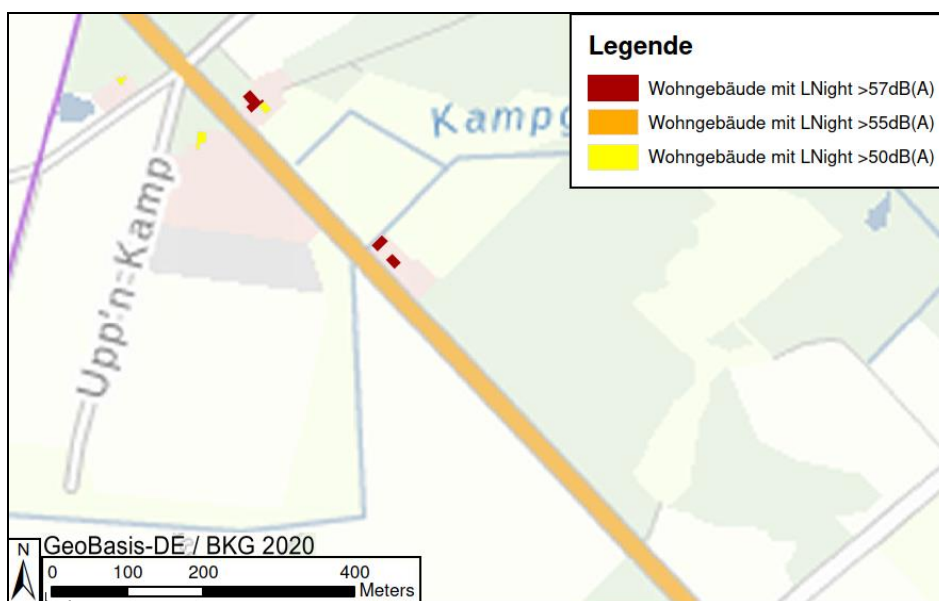 Legende
Wohngebäude mit LNight >57dB(A)
Wohngebäude mit LNight >55dB(A)
Wohngebäude mit LNight >50dB(A)
Upp'n-Kamp
N
GeoBasis-DE / BKG 2020
0 100 200 400
Meters